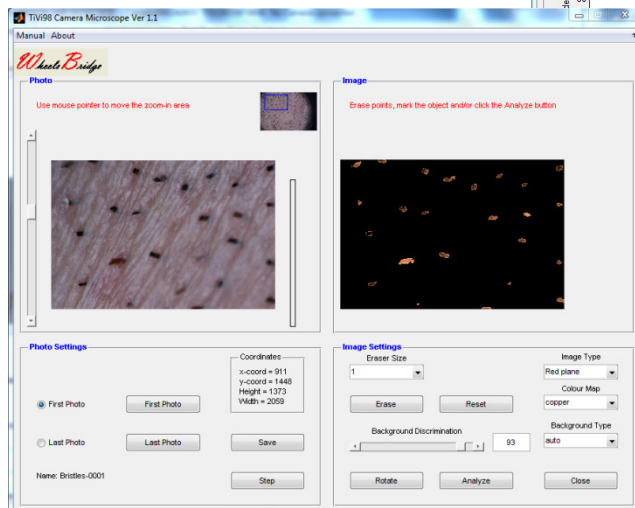 TiVi98 Camera Microscope Ver 1.1
Manual About
WheelsBridge
Photo
Use mouse pointer to move the zoom-in area
Image
Erase points, mark the object and/or click the Analyze button
Photo Settings
Coordinates
x-coord = 911
y-coord = 1448
Height = 1373
Width = 2059
First Photo
First Photo
Last Photo
Last Photo
Save
Name: Bristles-0001
Step
Image Settings
Eraser Size
1
Image Type
Red plane
Colour Map
copper
Erase
Reset
Background Discrimination
93
Background Type
auto
Rotate
Analyze
Close